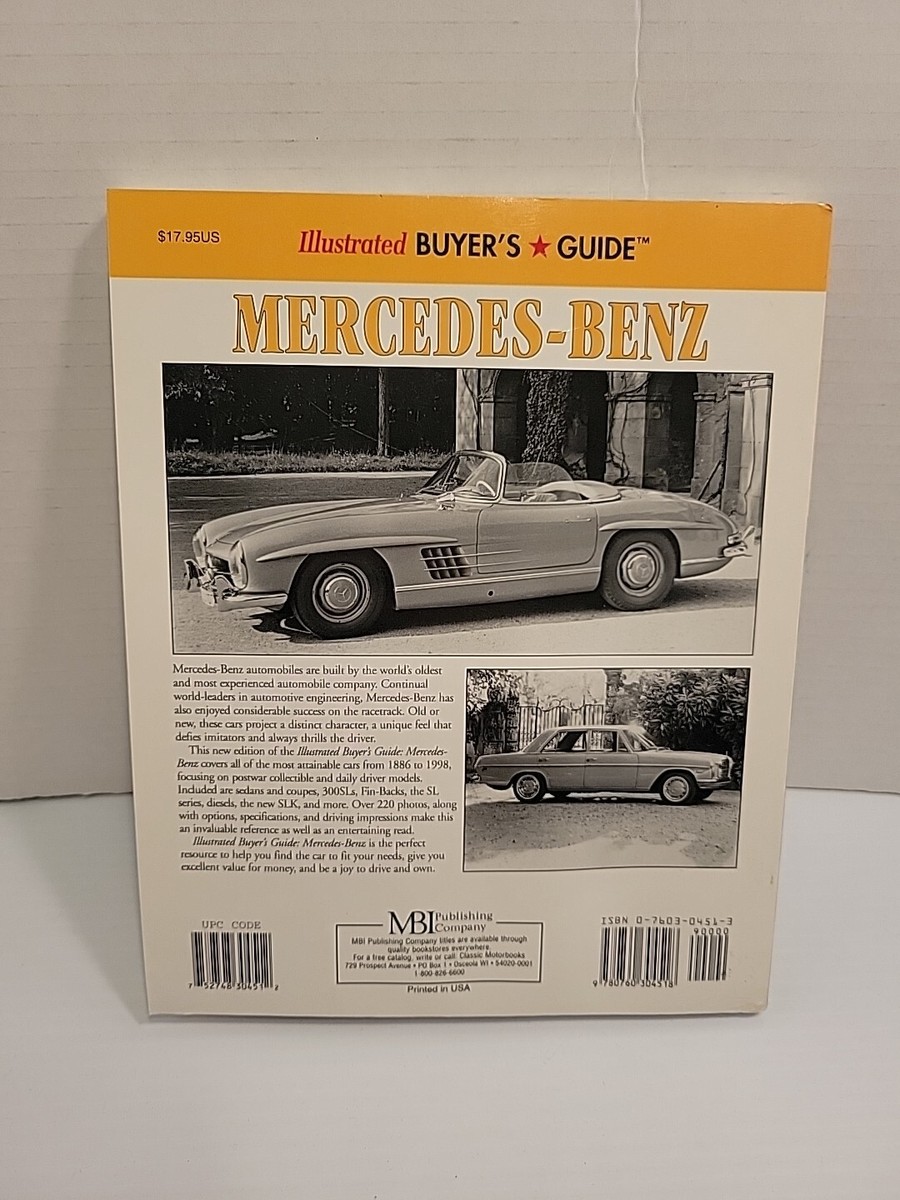 $17.95US
Illustrated BUYER'S ★ GUIDE™
MERCEDES-BENZ
Mercedes-Benz automobiles are built by the world's oldest
and most experienced automobile company. Continual
world-leaders in automotive engineering, Mercedes-Benz has
also enjoyed considerable success on the racetrack. Old or
new, these cars project a distinct character, a unique feel that
defies imitators and always thrills the driver.
This new edition of the Illustrated Buyer's Guide: Mercedes-
Benz covers all of the most attainable cars from 1886 to 1998,
focusing on postwar collectible and daily driver models.
Included are sedans and coupes, 300SLs, Fin-Backs, the SL
series, diesels, the new SLK, and more. Over 220 photos, along
with options, specifications, and driving impressions make this
an invaluable reference as well as an entertaining read.
Illustrated Buyer's Guide: Mercedes-Benz is the perfect
resource to help you find the car to fit your needs, give you
excellent value for money, and be a joy to drive and own.
UPC CODE
7 52748 30451 2
MBI Publishing
Company
MBI Publishing Company titles are available through
quality bookstores everywhere.
For a free catalog, write or call: Classic Motorbooks
729 Prospect Avenue • PO Box 1 • Osceola WI • 54020-0001
1-800-826-6600
Printed in USA
ISBN 0-7603-0451-3
90000
9 780760 304518